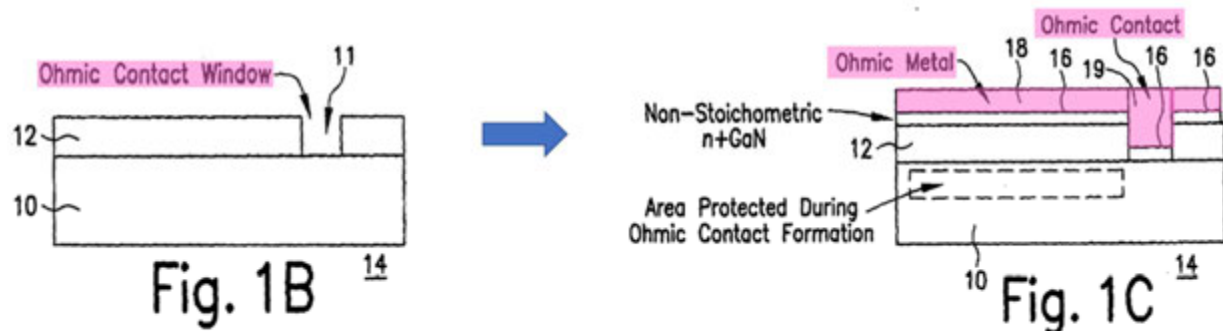 Ohmic Contact Window
11
12
10
Fig. 1B
14
Ohmic Contact
Ohmic Metal
18
16
19
16
16
Non-Stoichometric
n+GaN
12
Area Protected During
Ohmic Contact Formation
10
Fig. 1C
14